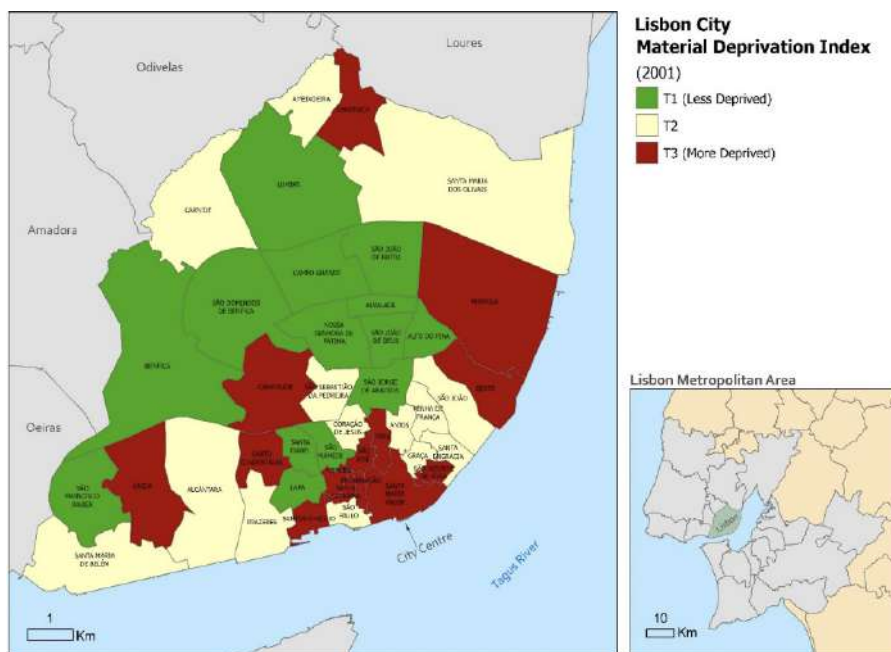 Lisbon City
Material Deprivation Index
(2001)
T1 (Less Deprived)
T2
T3 (More Deprived)
Loures
Odivelas
AMEIXOEIRA
SANTA MARIA
DOS OLIVAIS
LUMIAR
CARNIDE
Amadora
SÃO JOÃO
DE BRITO
CAMPO GRANDE
SÃO DOMINGOS
DE BENFICA
ALVALADE
NOSSA
SENHORA DE
FÁTIMA
SÃO JOÃO
DE DEUS
ALTO DO PINA
BENFICA
CAMPOLIDE
SÃO SEBASTIÃO
DA PEDREIRA
SÃO JORGE
DE ARROIOS
SÃO JOÃO
PENHA DE
FRANÇA
Oeiras
CORAÇÃO
DE JESUS
ANJOS
SANTA
ENGRÁCIA
GRAÇA
SANTA
ISABEL
SÃO
MAMEDE
LAPA
AJUDA
ALCÂNTARA
SÃO
FRANCISCO
XAVIER
PRAZERES
SÃO
PAULO
SANTA MARIA
DE BELÉM
City Centre
Tagus River
1
Km
Lisbon Metropolitan Area
Lisbon
10
Km